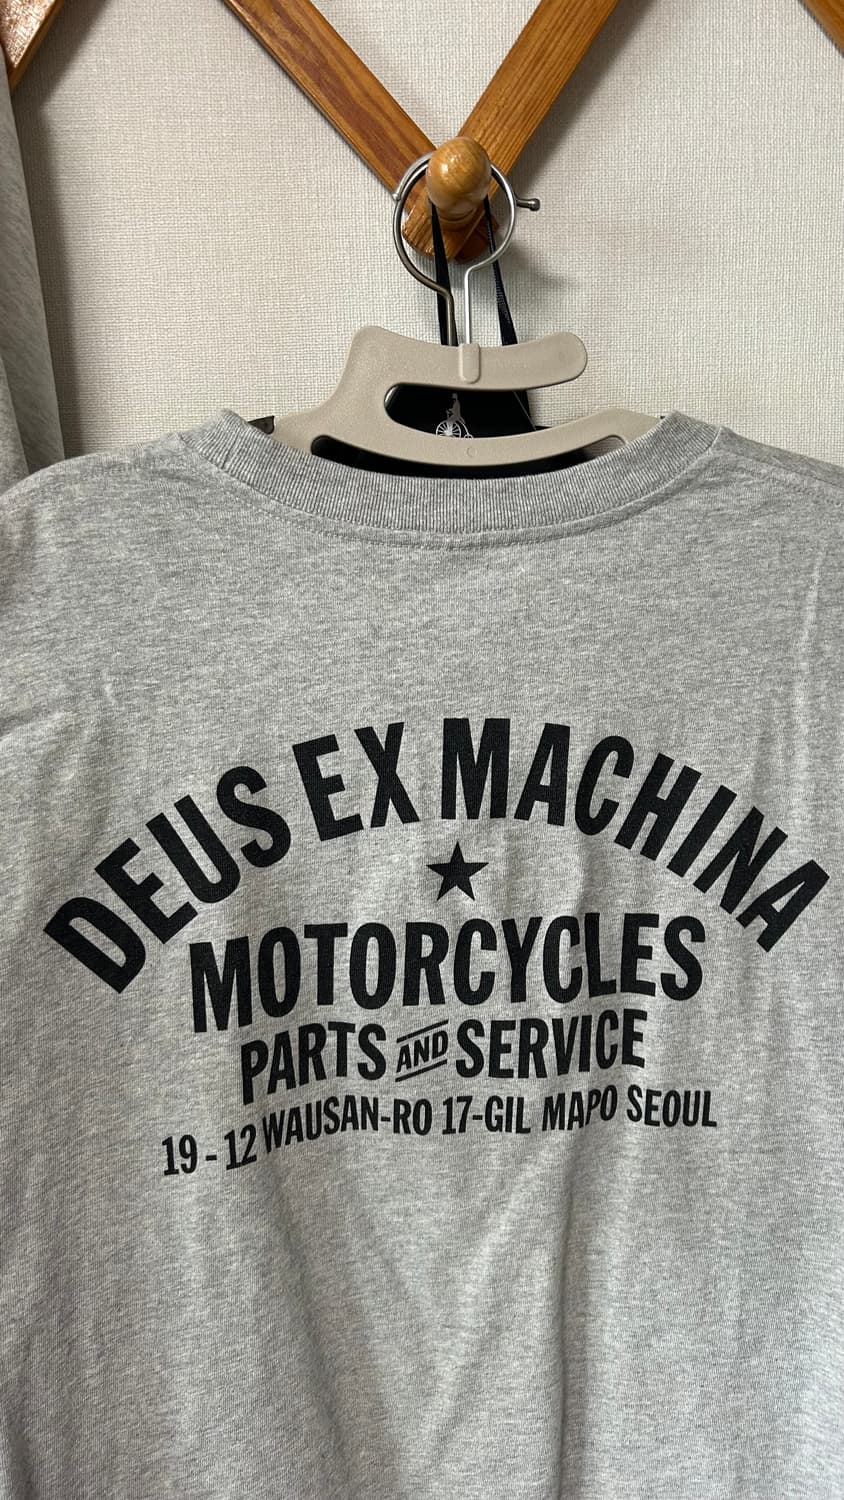 DEUS EX MACHINA
MOTORCYCLES
PARTS AND SERVICE
19-12 WAUSAN-RO 17-GIL MAPO SEOUL